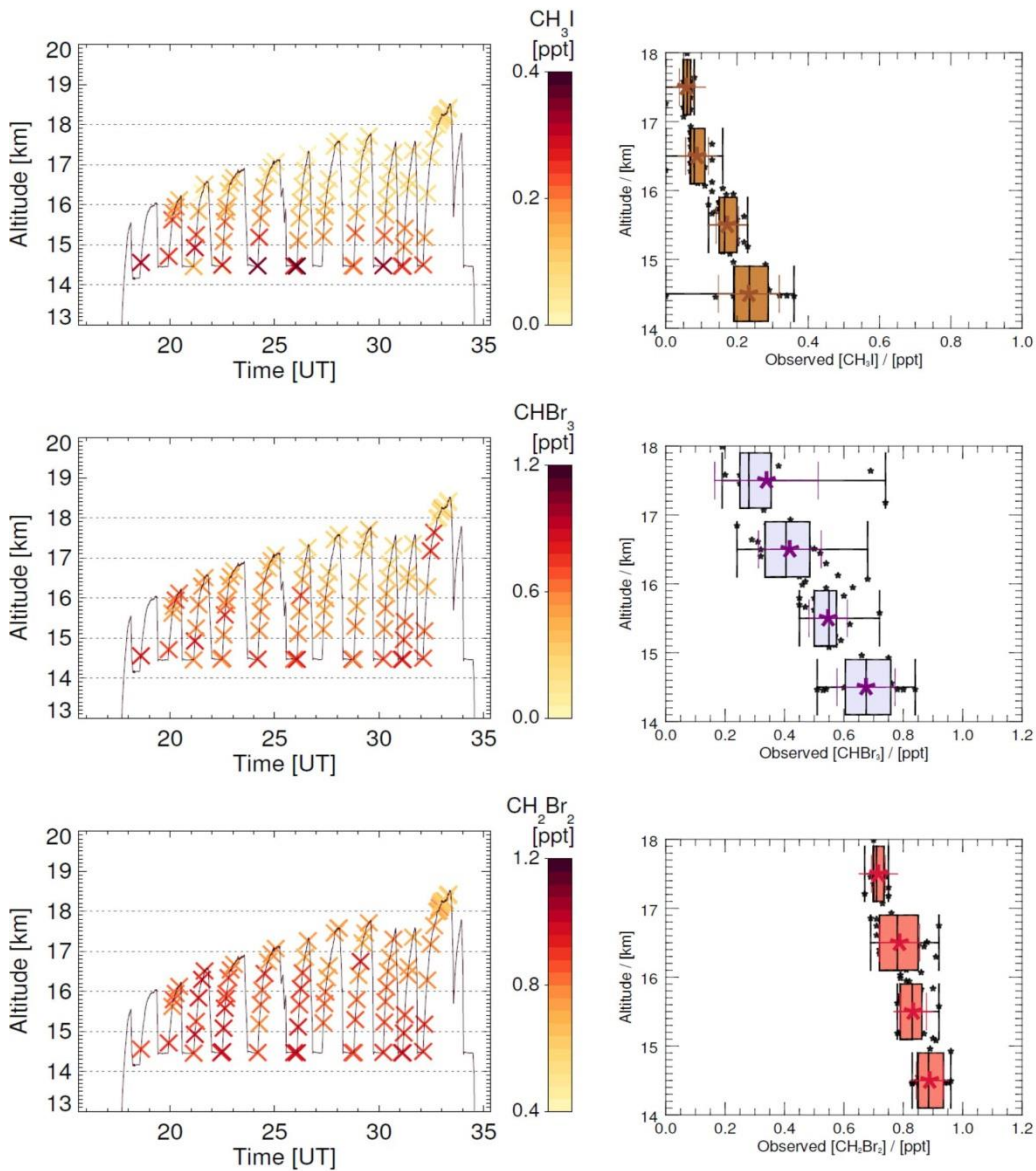 CH3I
[ppt]
20
19
18
17
16
15
14
13
Altitude [km]
20 25 30 35
Time [UT]
0.4
0.2
0.0
18
17
16
15
14
Altitude / [km]
0.0 0.2 0.4 0.6 0.8 1.0
Observed [CH3I] / [ppt]
CHBr3
[ppt]
20
19
18
17
16
15
14
13
Altitude [km]
20 25 30 35
Time [UT]
1.2
0.6
0.0
18
17
16
15
14
Altitude / [km]
0.0 0.2 0.4 0.6 0.8 1.0 1.2
Observed [CHBr3] / [ppt]
CH2Br2
[ppt]
20
19
18
17
16
15
14
13
Altitude [km]
20 25 30 35
Time [UT]
1.2
0.8
0.4
18
17
16
15
14
Altitude / [km]
0.0 0.2 0.4 0.6 0.8 1.0 1.2
Observed [CH2Br2] / [ppt]